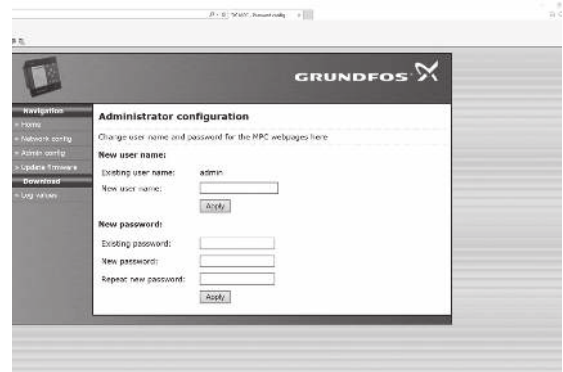 GRUNDFOS
Navigation
» Home
» Network config
» Admin config
» Update firmware
Download
» Log values
Administrator configuration
Change user name and password for the MPC webpages here
New user name:
Existing user name: admin
New user name:
Apply
New password:
Existing password:
New password:
Repeat new password:
Apply